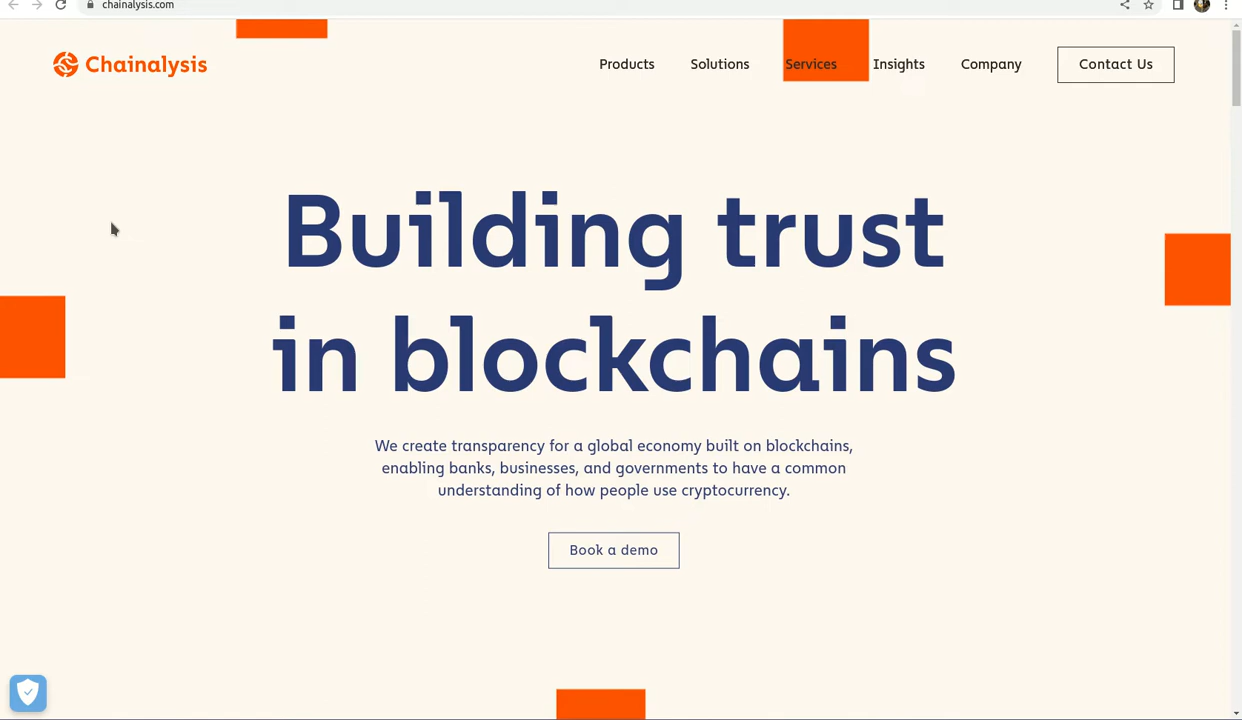 chainalysis.com
Chainalysis
Products
Solutions
Services
Insights
Company
Contact Us
Building trust
in blockchains
We create transparency for a global economy built on blockchains,
enabling banks, businesses, and governments to have a common
understanding of how people use cryptocurrency.
Book a demo